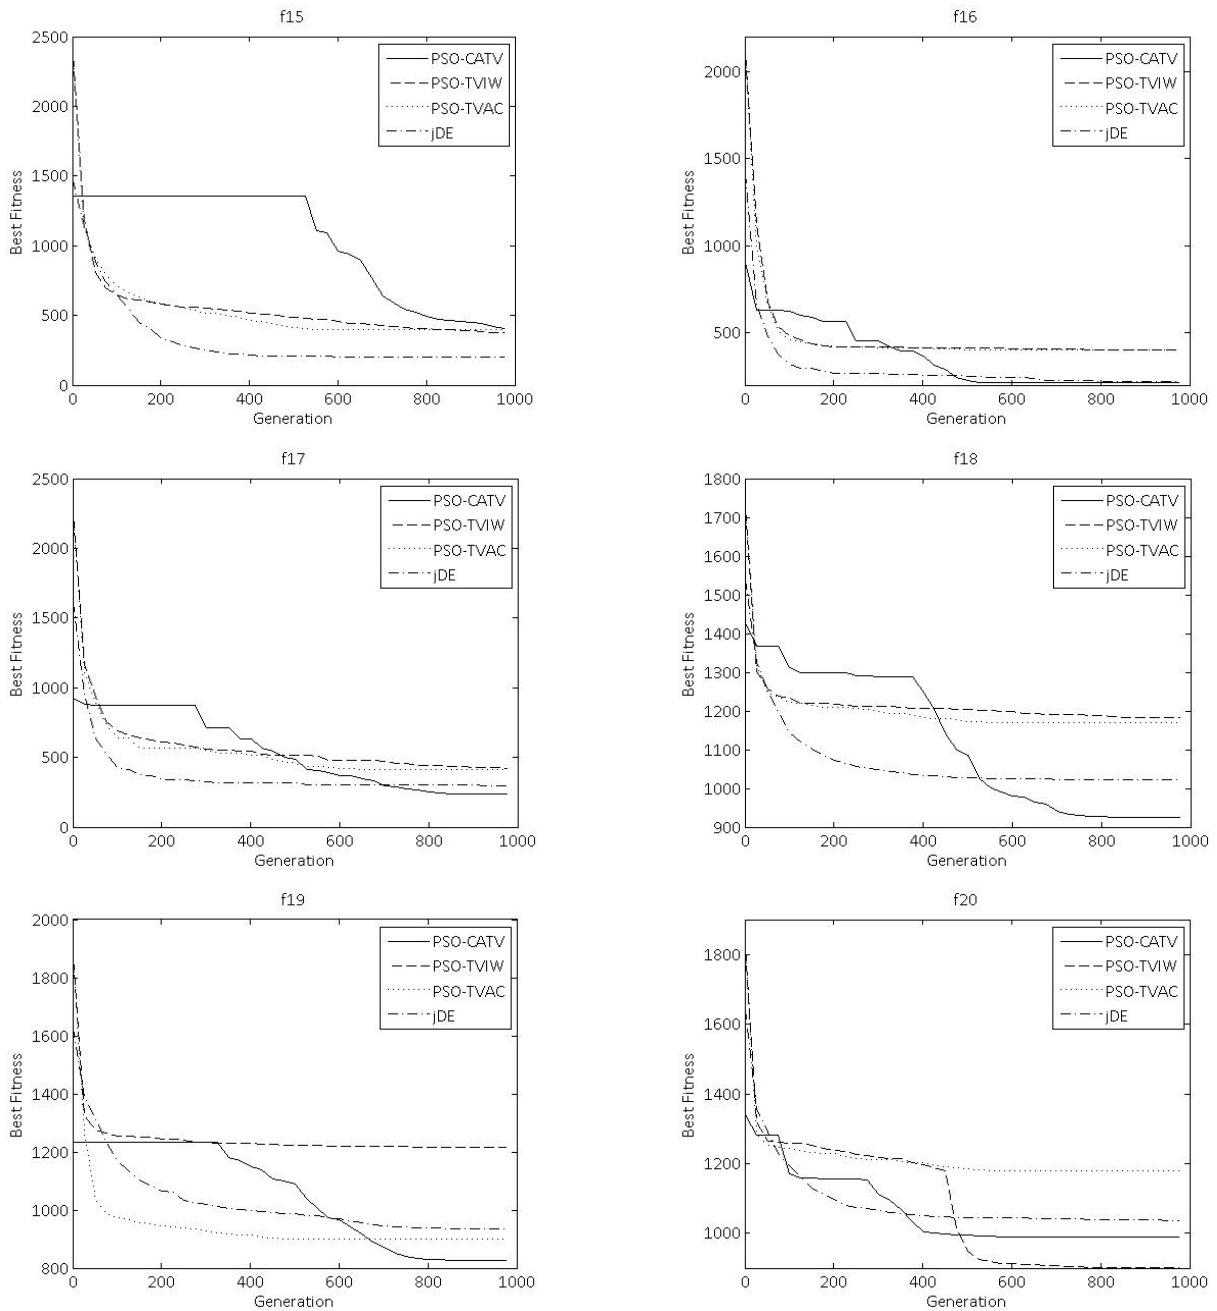 f15
2500
2000
1500
1000
500
0
Best Fitness
PSO-CATV
PSO-TVIW
PSO-TVAC
jDE
0 200 400 600 800 1000
Generation
f16
2000
1500
1000
500
Best Fitness
PSO-CATV
PSO-TVIW
PSO-TVAC
jDE
0 200 400 600 800 1000
Generation
f17
2500
2000
1500
1000
500
0
Best Fitness
PSO-CATV
PSO-TVIW
PSO-TVAC
jDE
0 200 400 600 800 1000
Generation
f18
1800
1700
1600
1500
1400
1300
1200
1100
1000
900
Best Fitness
PSO-CATV
PSO-TVIW
PSO-TVAC
jDE
0 200 400 600 800 1000
Generation
f19
2000
1800
1600
1400
1200
1000
800
Best Fitness
PSO-CATV
PSO-TVIW
PSO-TVAC
jDE
0 200 400 600 800 1000
Generation
f20
1800
1600
1400
1200
1000
Best Fitness
PSO-CATV
PSO-TVIW
PSO-TVAC
jDE
0 200 400 600 800 1000
Generation